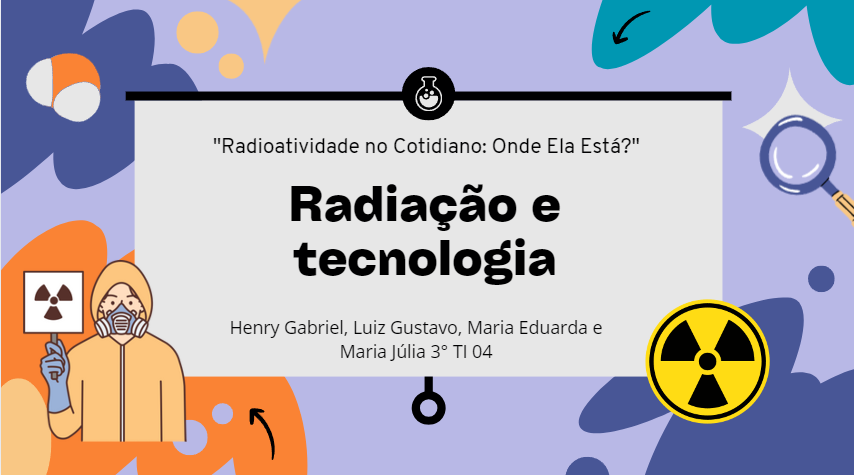 "Radioatividade no Cotidiano: Onde Ela Está?"
Radiação e
tecnologia
Henry Gabriel, Luiz Gustavo, Maria Eduarda e
Maria Júlia 3° TI 04